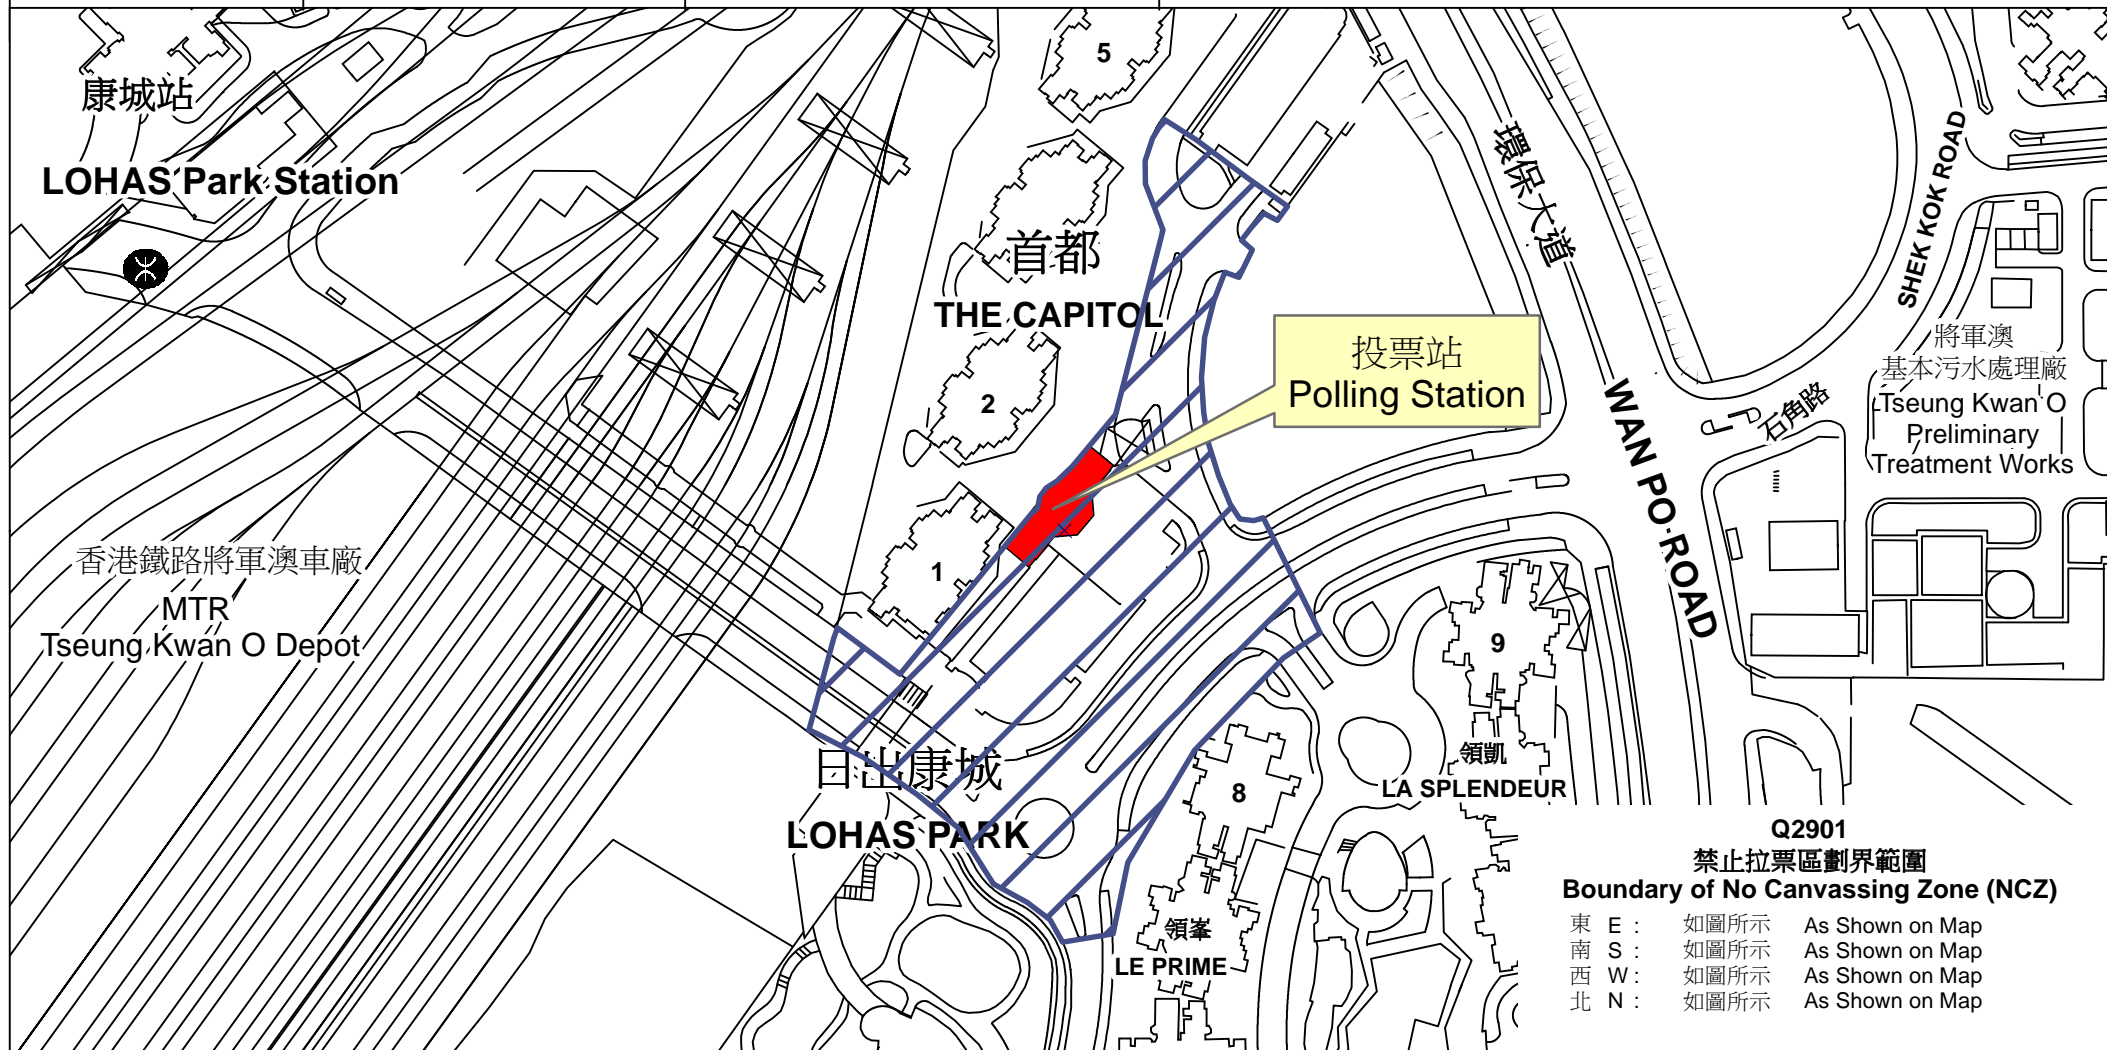 康城站
LOHAS Park Station
5
首都
THE CAPITOL
2
1
投票站
Polling Station
環保大道
WAN PO ROAD
SHEK KOK ROAD
石角路
將軍澳
基本污水處理廠
Tseung Kwan O
Preliminary
Treatment Works
香港鐵路將軍澳車廠
MTR
Tseung Kwan O Depot
日出康城
LOHAS PARK
9
領凱
LA SPLENDEUR
8
領峯
LE PRIME
Q2901
禁止拉票區劃界範圍
Boundary of No Canvassing Zone (NCZ)
東 E : 如圖所示 As Shown on Map
南 S : 如圖所示 As Shown on Map
西 W : 如圖所示 As Shown on Map
北 N : 如圖所示 As Shown on Map